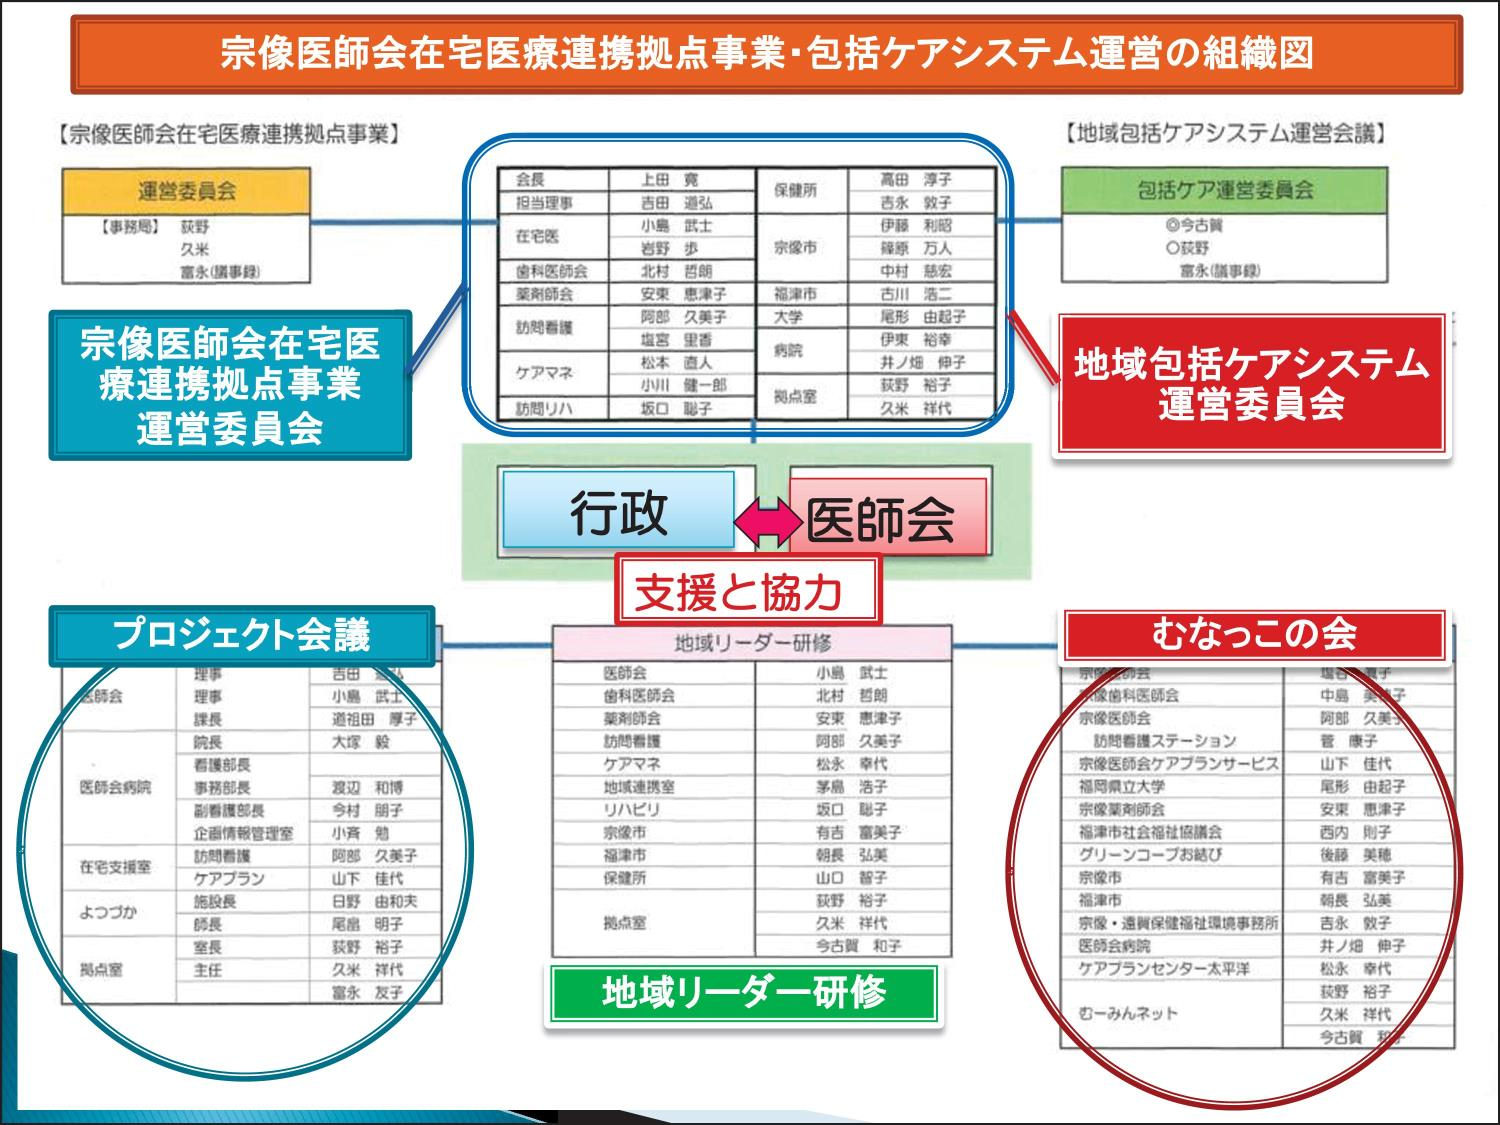 宗像医師会在宅医療連携拠点事業・包括ケアシステム運営の組織図
【宗像医師会在宅医療連携拠点事業】
運営委員会
【事務局】 荻野
久米
富永(議事録)
宗像医師会在宅医
療連携拠点事業
運営委員会
会長 上田 寛
担当理事 吉田 道弘
在宅医 小島 武士
岩野 歩
歯科医師会 北村 哲朗
薬剤師会 安東 恵津子
訪問看護 阿部 久美子
塩宮 里香
ケアマネ 松本 直人
小川 健一郎
訪問リハ 坂口 聡子
保健所 高田 淳子
吉永 敦子
宗像市 伊藤 利昭
篠原 万人
中村 慈宏
福津市 古川 浩二
大学 尾形 由起子
病院 伊東 裕幸
井ノ畑 伸子
拠点室 荻野 裕子
久米 祥代
【地域包括ケアシステム運営会議】
包括ケア運営委員会
◎今古賀
○荻野
富永(議事録)
地域包括ケアシステム
運営委員会
行政
医師会
支援と協力
プロジェクト会議
医師会 理事 吉田 道弘
理事 小島 武士
課長 道祖田 厚子
医師会病院 院長 大塚 毅
看護部長
事務部長 渡辺 和博
副看護部長 今村 朋子
企画情報管理室 小斉 勉
在宅支援室 訪問看護 阿部 久美子
ケアプラン 山下 佳代
よつづか 施設長 日野 由和夫
師長 尾畠 明子
拠点室 室長 荻野 裕子
主任 久米 祥代
富永 友子
地域リーダー研修
医師会 小島 武士
歯科医師会 北村 哲朗
薬剤師会 安東 恵津子
訪問看護 阿部 久美子
ケアマネ 松永 幸代
地域連携室 茅島 浩子
リハビリ 坂口 聡子
宗像市 有吉 富美子
福津市 朝長 弘美
保健所 山口 智子
拠点室 荻野 裕子
久米 祥代
今古賀 和子
地域リーダー研修
むなっこの会
宗像医師会
宗像歯科医師会 中島
宗像医師会 阿部 久美子
訪問看護ステーション 菅 康子
宗像医師会ケアプランサービス 山下 佳代
福岡県立大学 尾形 由起子
宗像薬剤師会 安東 恵津子
福津市社会福祉協議会 西内 則子
グリーンコープお結び 後藤 美穂
宗像市 有吉 富美子
福津市 朝長 弘美
宗像・遠賀保健福祉環境事務所 吉永 敦子
医師会病院 井ノ畑 伸子
ケアプランセンター太平洋 松永 幸代
むーみんネット 荻野 裕子
久米 祥代
今古賀 和子